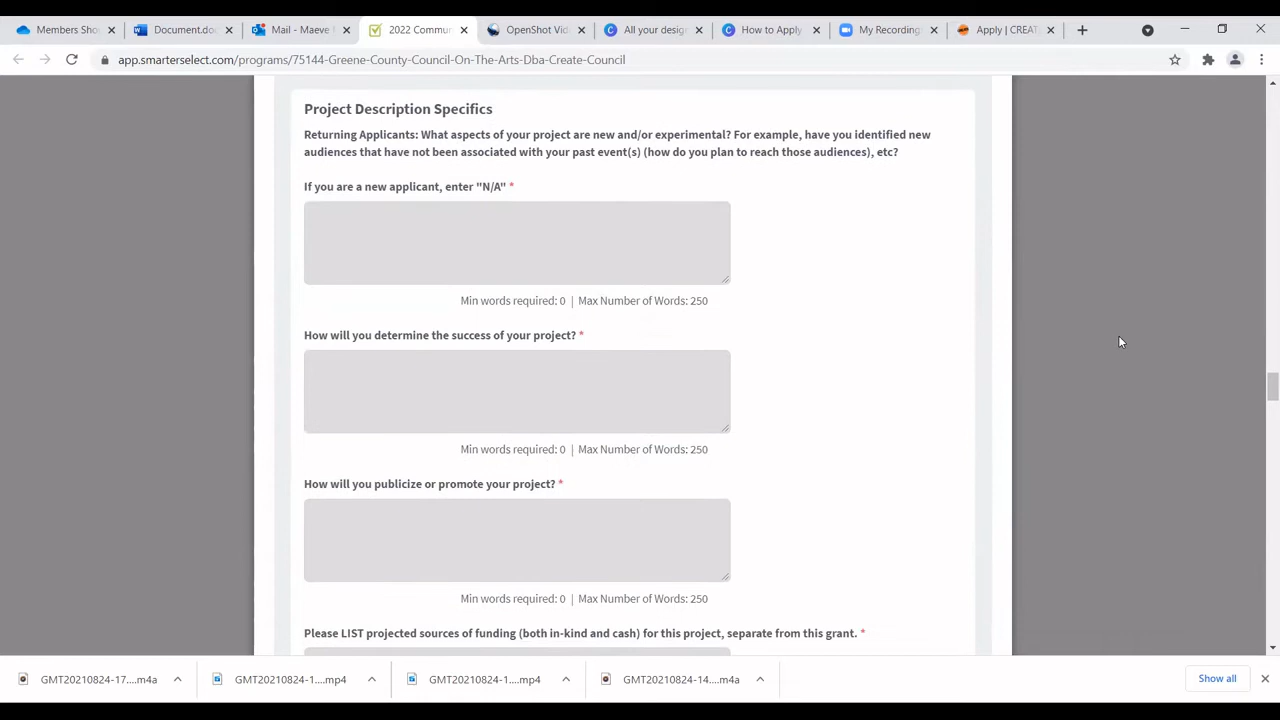 Members Sho
Document.do
Mail - Maeve
2022 Commu
OpenShot Vid
All your desig
How to Apply
My Recording
Apply | CREAT
app.smarterselect.com/programs/75144-Greene-County-Council-On-The-Arts-Dba-Create-Council
Project Description Specifics
Returning Applicants: What aspects of your project are new and/or experimental? For example, have you identified new
audiences that have not been associated with your past event(s) (how do you plan to reach those audiences), etc?
If you are a new applicant, enter "N/A" *
Min words required: 0 | Max Number of Words: 250
How will you determine the success of your project? *
Min words required: 0 | Max Number of Words: 250
How will you publicize or promote your project? *
Min words required: 0 | Max Number of Words: 250
Please LIST projected sources of funding (both in-kind and cash) for this project, separate from this grant. *
GMT20210824-17....m4a
GMT20210824-1....mp4
GMT20210824-1....mp4
GMT20210824-14....m4a
Show all